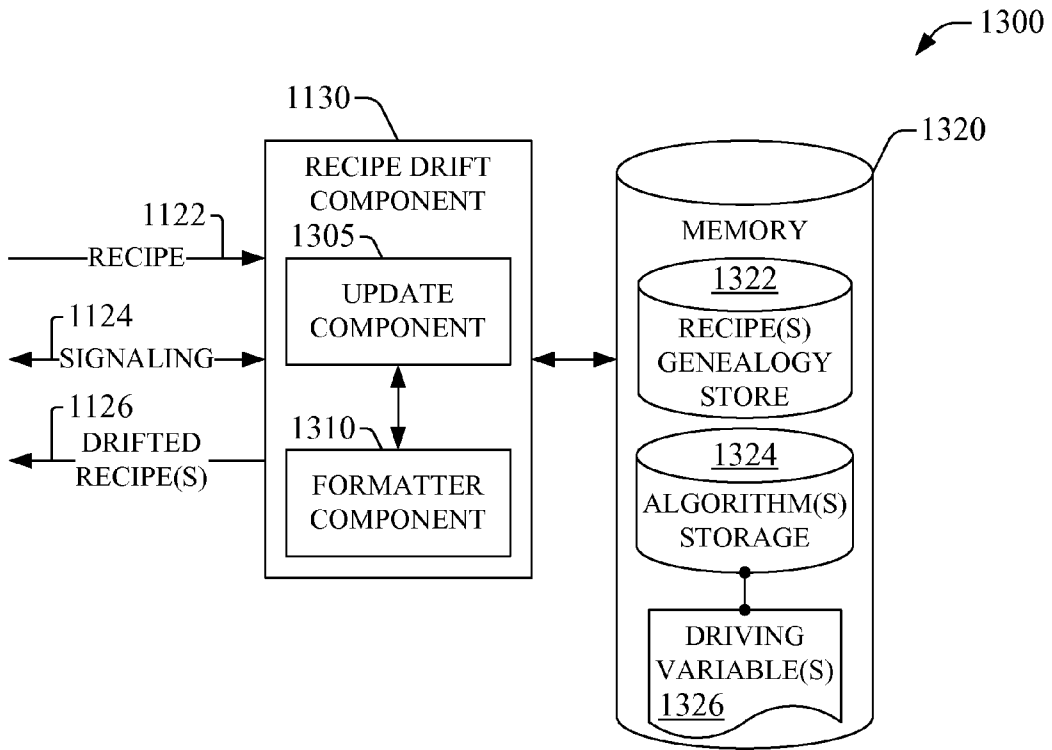 1300
1130
1320
RECIPE DRIFT
COMPONENT
MEMORY
1122
RECIPE
1305
UPDATE
COMPONENT
1322
RECIPE(S)
GENEALOGY
STORE
1124
SIGNALING
1126
DRIFTED
RECIPE(S)
1310
FORMATTER
COMPONENT
1324
ALGORITHM(S)
STORAGE
DRIVING
VARIABLE(S)
1326